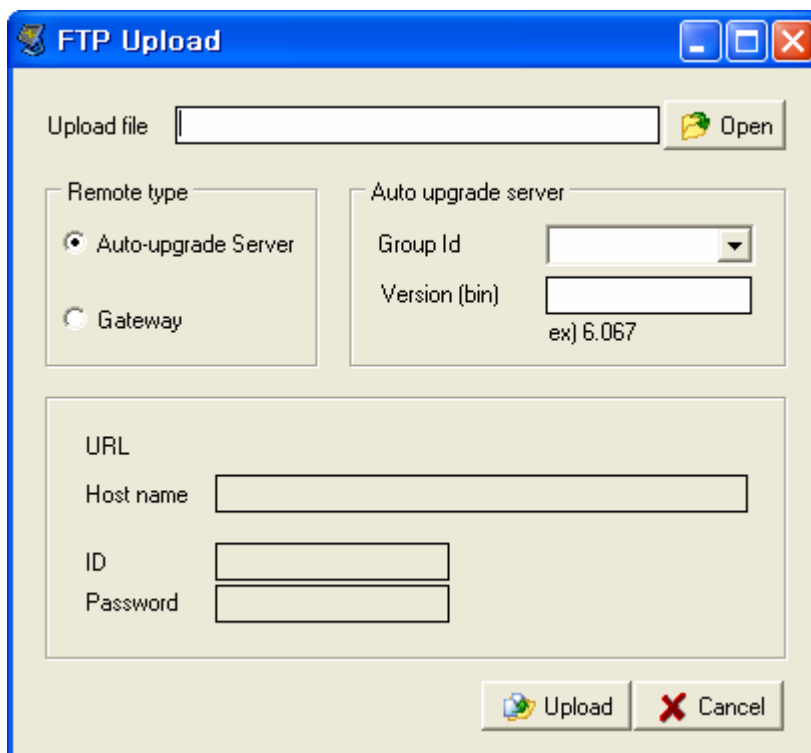 FTP Upload
Upload file
Open
Remote type
Auto-upgrade Server
Gateway
Auto upgrade server
Group Id
Version (bin)
ex) 6.067
URL
Host name
ID
Password
Upload
Cancel